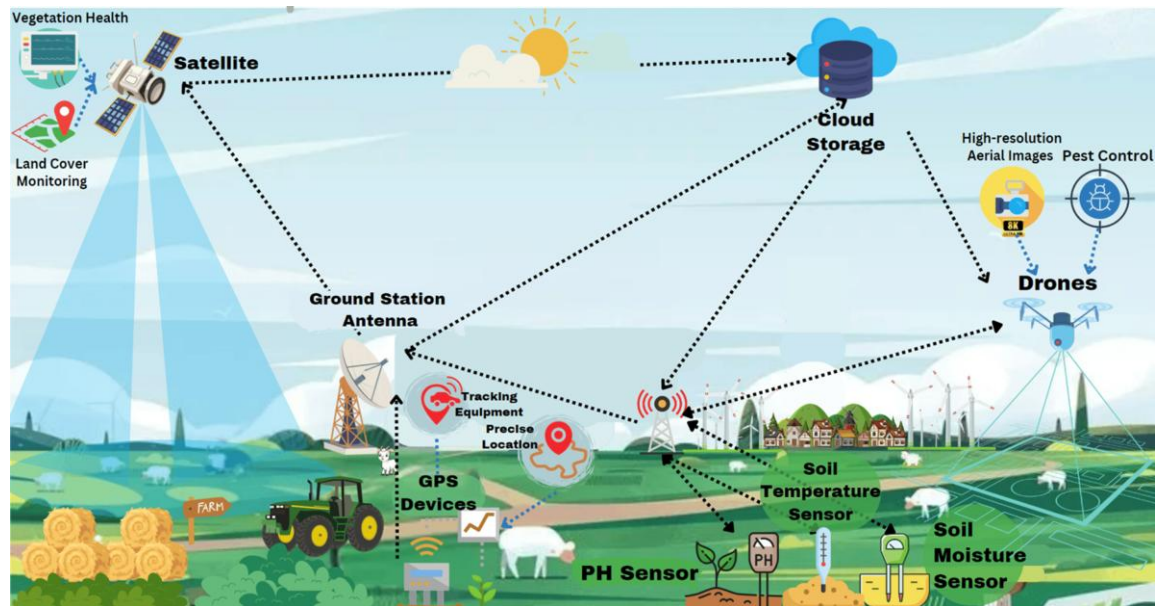 Vegetation Health
Satellite
Land Cover
Monitoring
Cloud
Storage
High-resolution
Aerial Images
Pest Control
8K
Drones
Ground Station
Antenna
Tracking
Equipment
Precise
Location
GPS
Devices
FARM
Soil
Temperature
Sensor
PH Sensor
PH
Soil
Moisture
Sensor